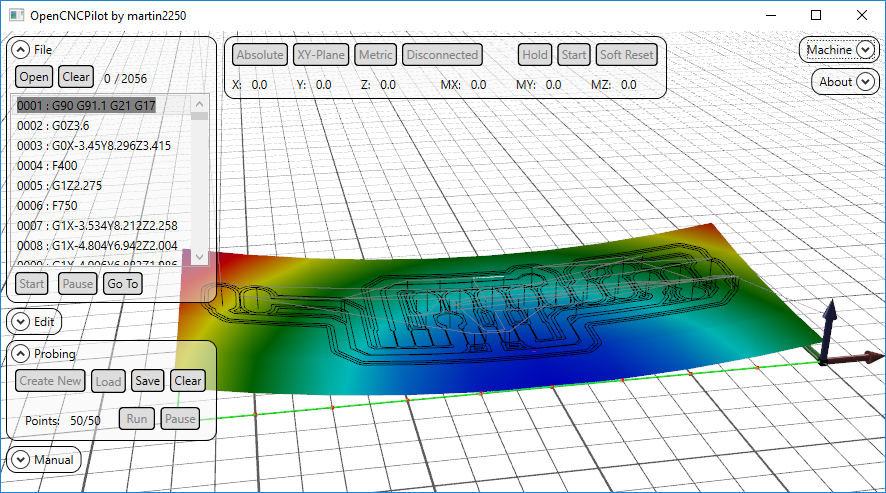 OpenCNCPilot by martin2250
File
Open Clear 0 / 2056
0001 : G90 G91.1 G21 G17
0002 : G0Z3.6
0003 : G0X-3.45Y8.296Z3.415
0004 : F400
0005 : G1Z2.275
0006 : F750
0007 : G1X-3.534Y8.212Z2.258
0008 : G1X-4.804Y6.942Z2.004
Start Pause Go To
Edit
Probing
Create New Load Save Clear
Points: 50/50 Run Pause
Manual
Absolute XY-Plane Metric Disconnected Hold Start Soft Reset
X: 0.0 Y: 0.0 Z: 0.0 MX: 0.0 MY: 0.0 MZ: 0.0
Machine
About